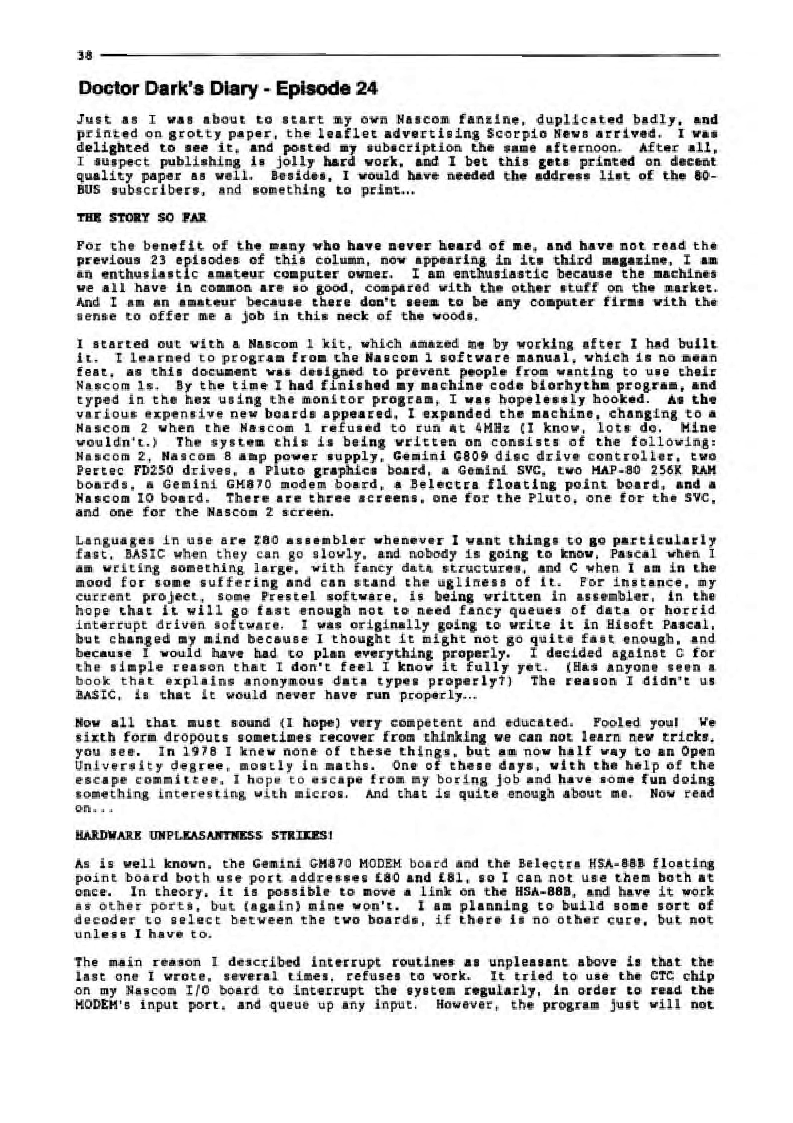 38
Doctor Dark's Diary - Episode 24
Just as I was about to start my own Nascom fanzine, duplicated badly, and
printed on grotty paper, the leaflet advertising Scorpio News arrived. I was
delighted to see it, and posted my subscription the same afternoon. After all,
I suspect publishing is jolly hard work, and I bet this gets printed on decent
quality paper as well. Besides, I would have needed the address list of the 80-
BUS subscribers, and something to print...
THE STORY SO FAR
For the benefit of the many who have never heard of me, and have not read the
previous 23 episodes of this column, now appearing in its third magazine, I am
an enthusiastic amateur computer owner. I am enthusiastic because the machines
we all have in common are so good, compared with the other stuff on the market.
And I am an amateur because there don't seem to be any computer firms with the
sense to offer me a job in this neck of the woods.
I started out with a Nascom 1 kit, which amazed me by working after I had built
it. I learned to program from the Nascom 1 software manual, which is no mean
feat, as this document was designed to prevent people from wanting to use their
Nascom 1s. By the time I had finished my machine code biorhythm program, and
typed in the hex using the monitor program, I was hopelessly hooked. As the
various expensive new boards appeared, I expanded the machine, changing to a
Nascom 2 when the Nascom 1 refused to run at 4MHz (I know, lots do. Mine
wouldn't.) The system this is being written on consists of the following:
Nascom 2, Nascom 8 amp power supply, Gemini G809 disc drive controller, two
Pertec FD250 drives, a Pluto graphics board, a Gemini SVC, two MAP-80 256K RAM
boards, a Gemini GM870 modem board, a Belectra floating point board, and a
Nascom IO board. There are three screens, one for the Pluto, one for the SVC,
and one for the Nascom 2 screen.
Languages in use are Z80 assembler whenever I want things to go particularly
fast, BASIC when they can go slowly, and nobody is going to know, Pascal when I
am writing something large, with fancy data structures, and C when I am in the
mood for some suffering and can stand the ugliness of it. For instance, my
current project, some Prestel software, is being written in assembler, in the
hope that it will go fast enough not to need fancy queues of data or horrid
interrupt driven software. I was originally going to write it in Hisoft Pascal,
but changed my mind because I thought it might not go quite fast enough, and
because I would have had to plan everything properly. I decided against C for
the simple reason that I don't feel I know it fully yet. (Has anyone seen a
book that explains anonymous data types properly?) The reason I didn't us
BASIC, is that it would never have run properly...
Now all that must sound (I hope) very competent and educated. Fooled you! We
sixth form dropouts sometimes recover from thinking we can not learn new tricks,
you see. In 1978 I knew none of these things, but am now half way to an Open
University degree, mostly in maths. One of these days, with the help of the
escape committee, I hope to escape from my boring job and have some fun doing
something interesting with micros. And that is quite enough about me. Now read
on...
HARDWARE UNPLEASANTNESS STRIKES!
As is well known, the Gemini GM870 MODEM board and the Belectra HSA-88B floating
point board both use port addresses £80 and £81, so I can not use them both at
once. In theory, it is possible to move a link on the HSA-88B, and have it work
as other ports, but (again) mine won't. I am planning to build some sort of
decoder to select between the two boards, if there is no other cure, but not
unless I have to.
The main reason I described interrupt routines as unpleasant above is that the
last one I wrote, several times, refuses to work. It tried to use the CTC chip
on my Nascom I/O board to interrupt the system regularly, in order to read the
MODEM's input port, and queue up any input. However, the program just will not